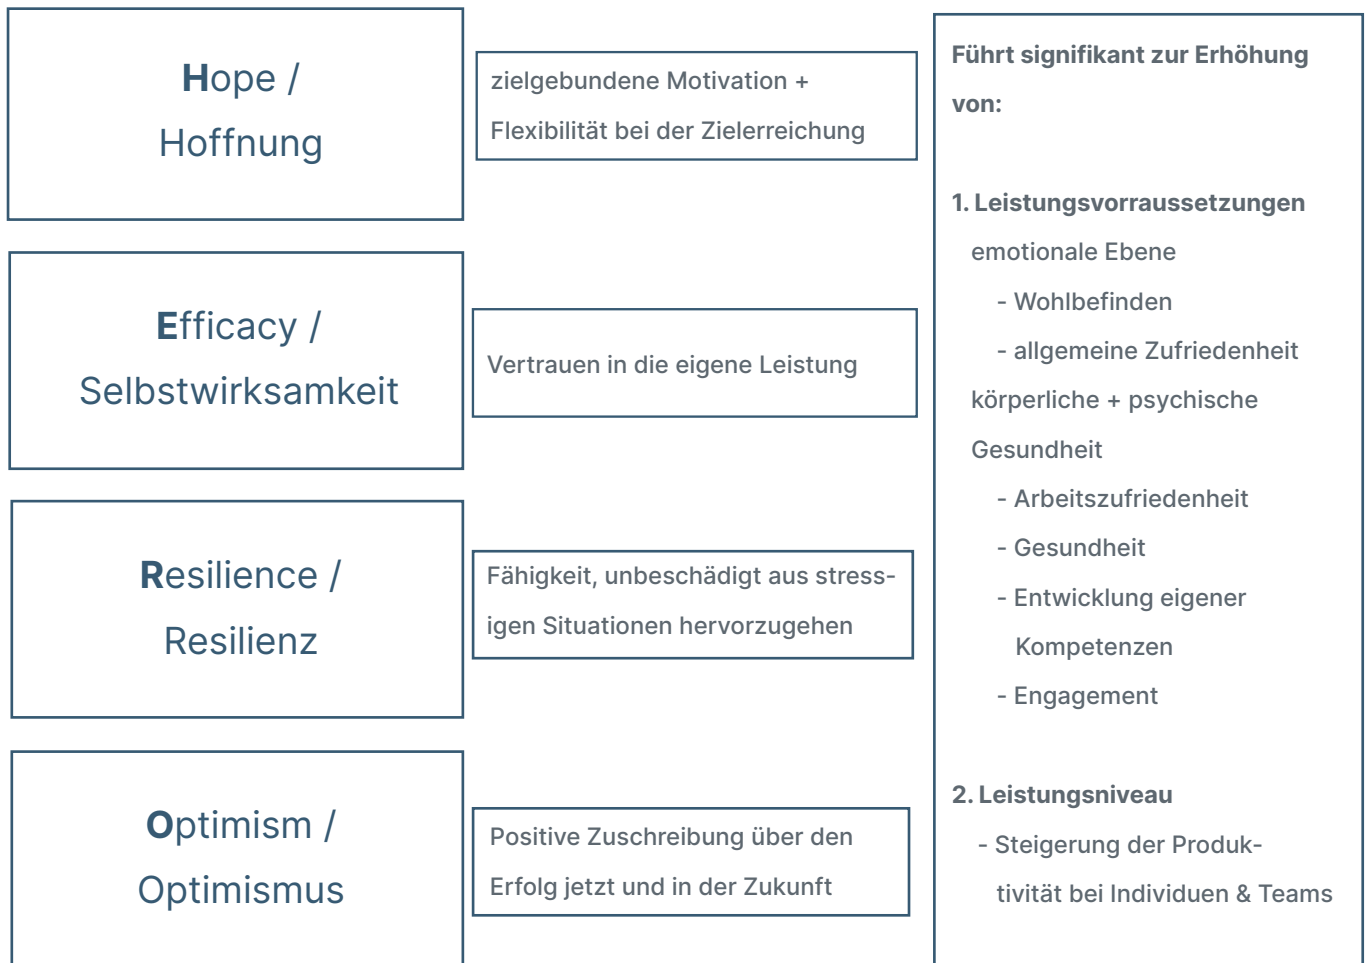 Hope /
Hoffnung
zielgebundene Motivation +
Flexibilität bei der Zielerreichung
Efficacy /
Selbstwirksamkeit
Vertrauen in die eigene Leistung
Resilience /
Resilienz
Fähigkeit, unbeschädigt aus stress-
igen Situationen hervorzugehen
Optimism /
Optimismus
Positive Zuschreibung über den
Erfolg jetzt und in der Zukunft
Führt signifikant zur Erhöhung
von:
1. Leistungsvorraussetzungen
emotionale Ebene
- Wohlbefinden
- allgemeine Zufriedenheit
körperliche + psychische
Gesundheit
- Arbeitszufriedenheit
- Gesundheit
- Entwicklung eigener
Kompetenzen
- Engagement
2. Leistungsniveau
- Steigerung der Produk-
tivität bei Individuen & Teams